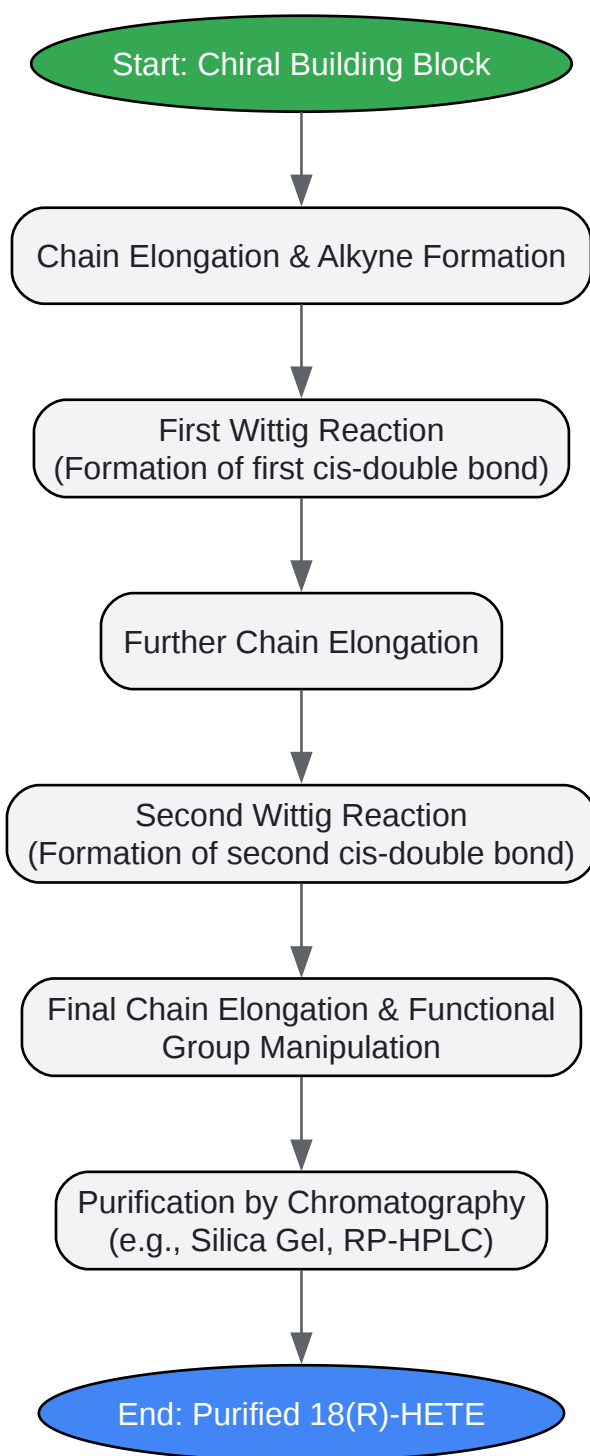 Start: Chiral Building Block
Chain Elongation & Alkyne Formation
First Wittig Reaction
(Formation of first cis-double bond)
Further Chain Elongation
Second Wittig Reaction
(Formation of second cis-double bond)
Final Chain Elongation & Functional
Group Manipulation
Purification by Chromatography
(e.g., Silica Gel, RP-HPLC)
End: Purified 18(R)-HETE